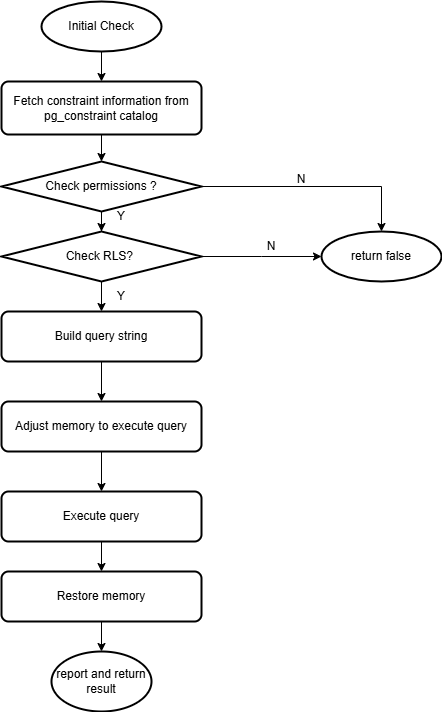 Initial Check
Fetch constraint information from
pg_constraint catalog
Check permissions ?
N
Y
Check RLS?
N
return false
Y
Build query string
Adjust memory to execute query
Execute query
Restore memory
report and return
result